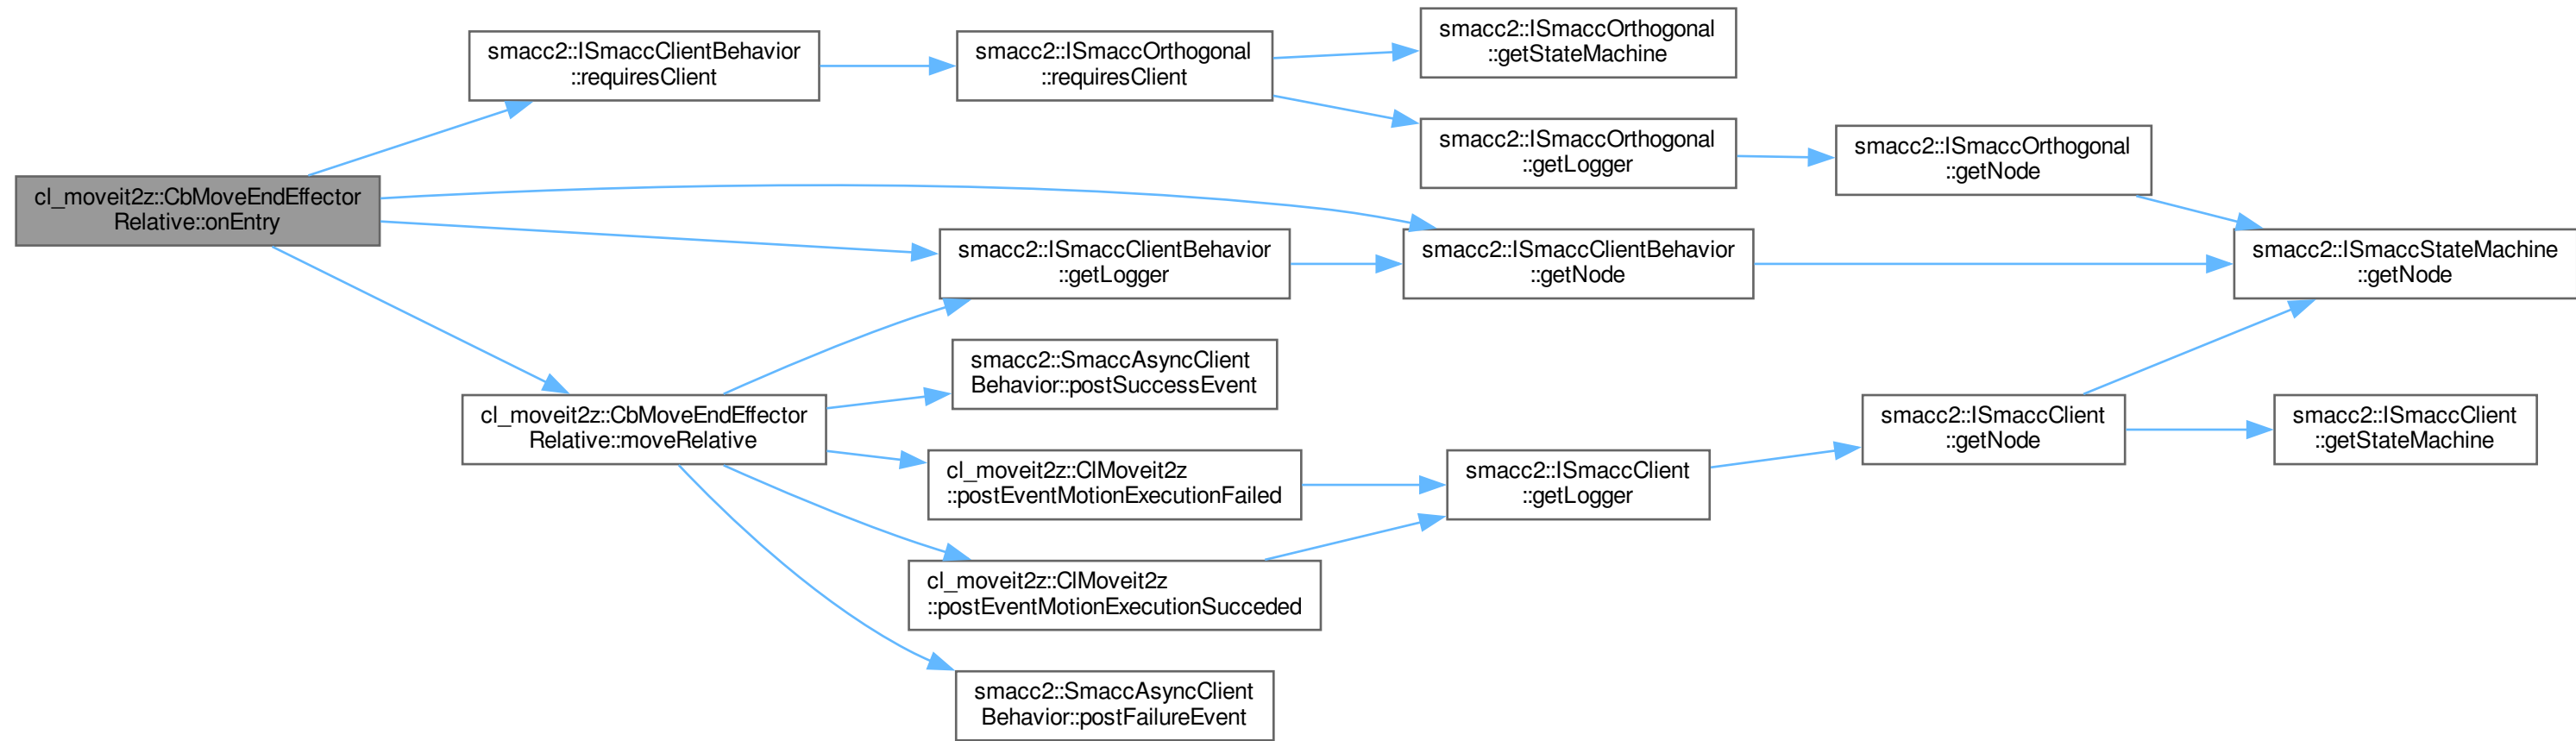 cl_moveit2z::CbMoveEndEffector
Relative::onEntry
smacc2::ISmaccClientBehavior
::requiresClient
smacc2::ISmaccOrthogonal
::requiresClient
smacc2::ISmaccOrthogonal
::getStateMachine
smacc2::ISmaccOrthogonal
::getLogger
smacc2::ISmaccOrthogonal
::getNode
smacc2::ISmaccClientBehavior
::getLogger
smacc2::ISmaccClientBehavior
::getNode
smacc2::ISmaccStateMachine
::getNode
smacc2::SmaccAsyncClient
Behavior::postSuccessEvent
cl_moveit2z::CbMoveEndEffector
Relative::moveRelative
cl_moveit2z::ClMoveit2z
::postEventMotionExecutionFailed
smacc2::ISmaccClient
::getLogger
smacc2::ISmaccClient
::getNode
smacc2::ISmaccClient
::getStateMachine
cl_moveit2z::ClMoveit2z
::postEventMotionExecutionSucceded
smacc2::SmaccAsyncClient
Behavior::postFailureEvent